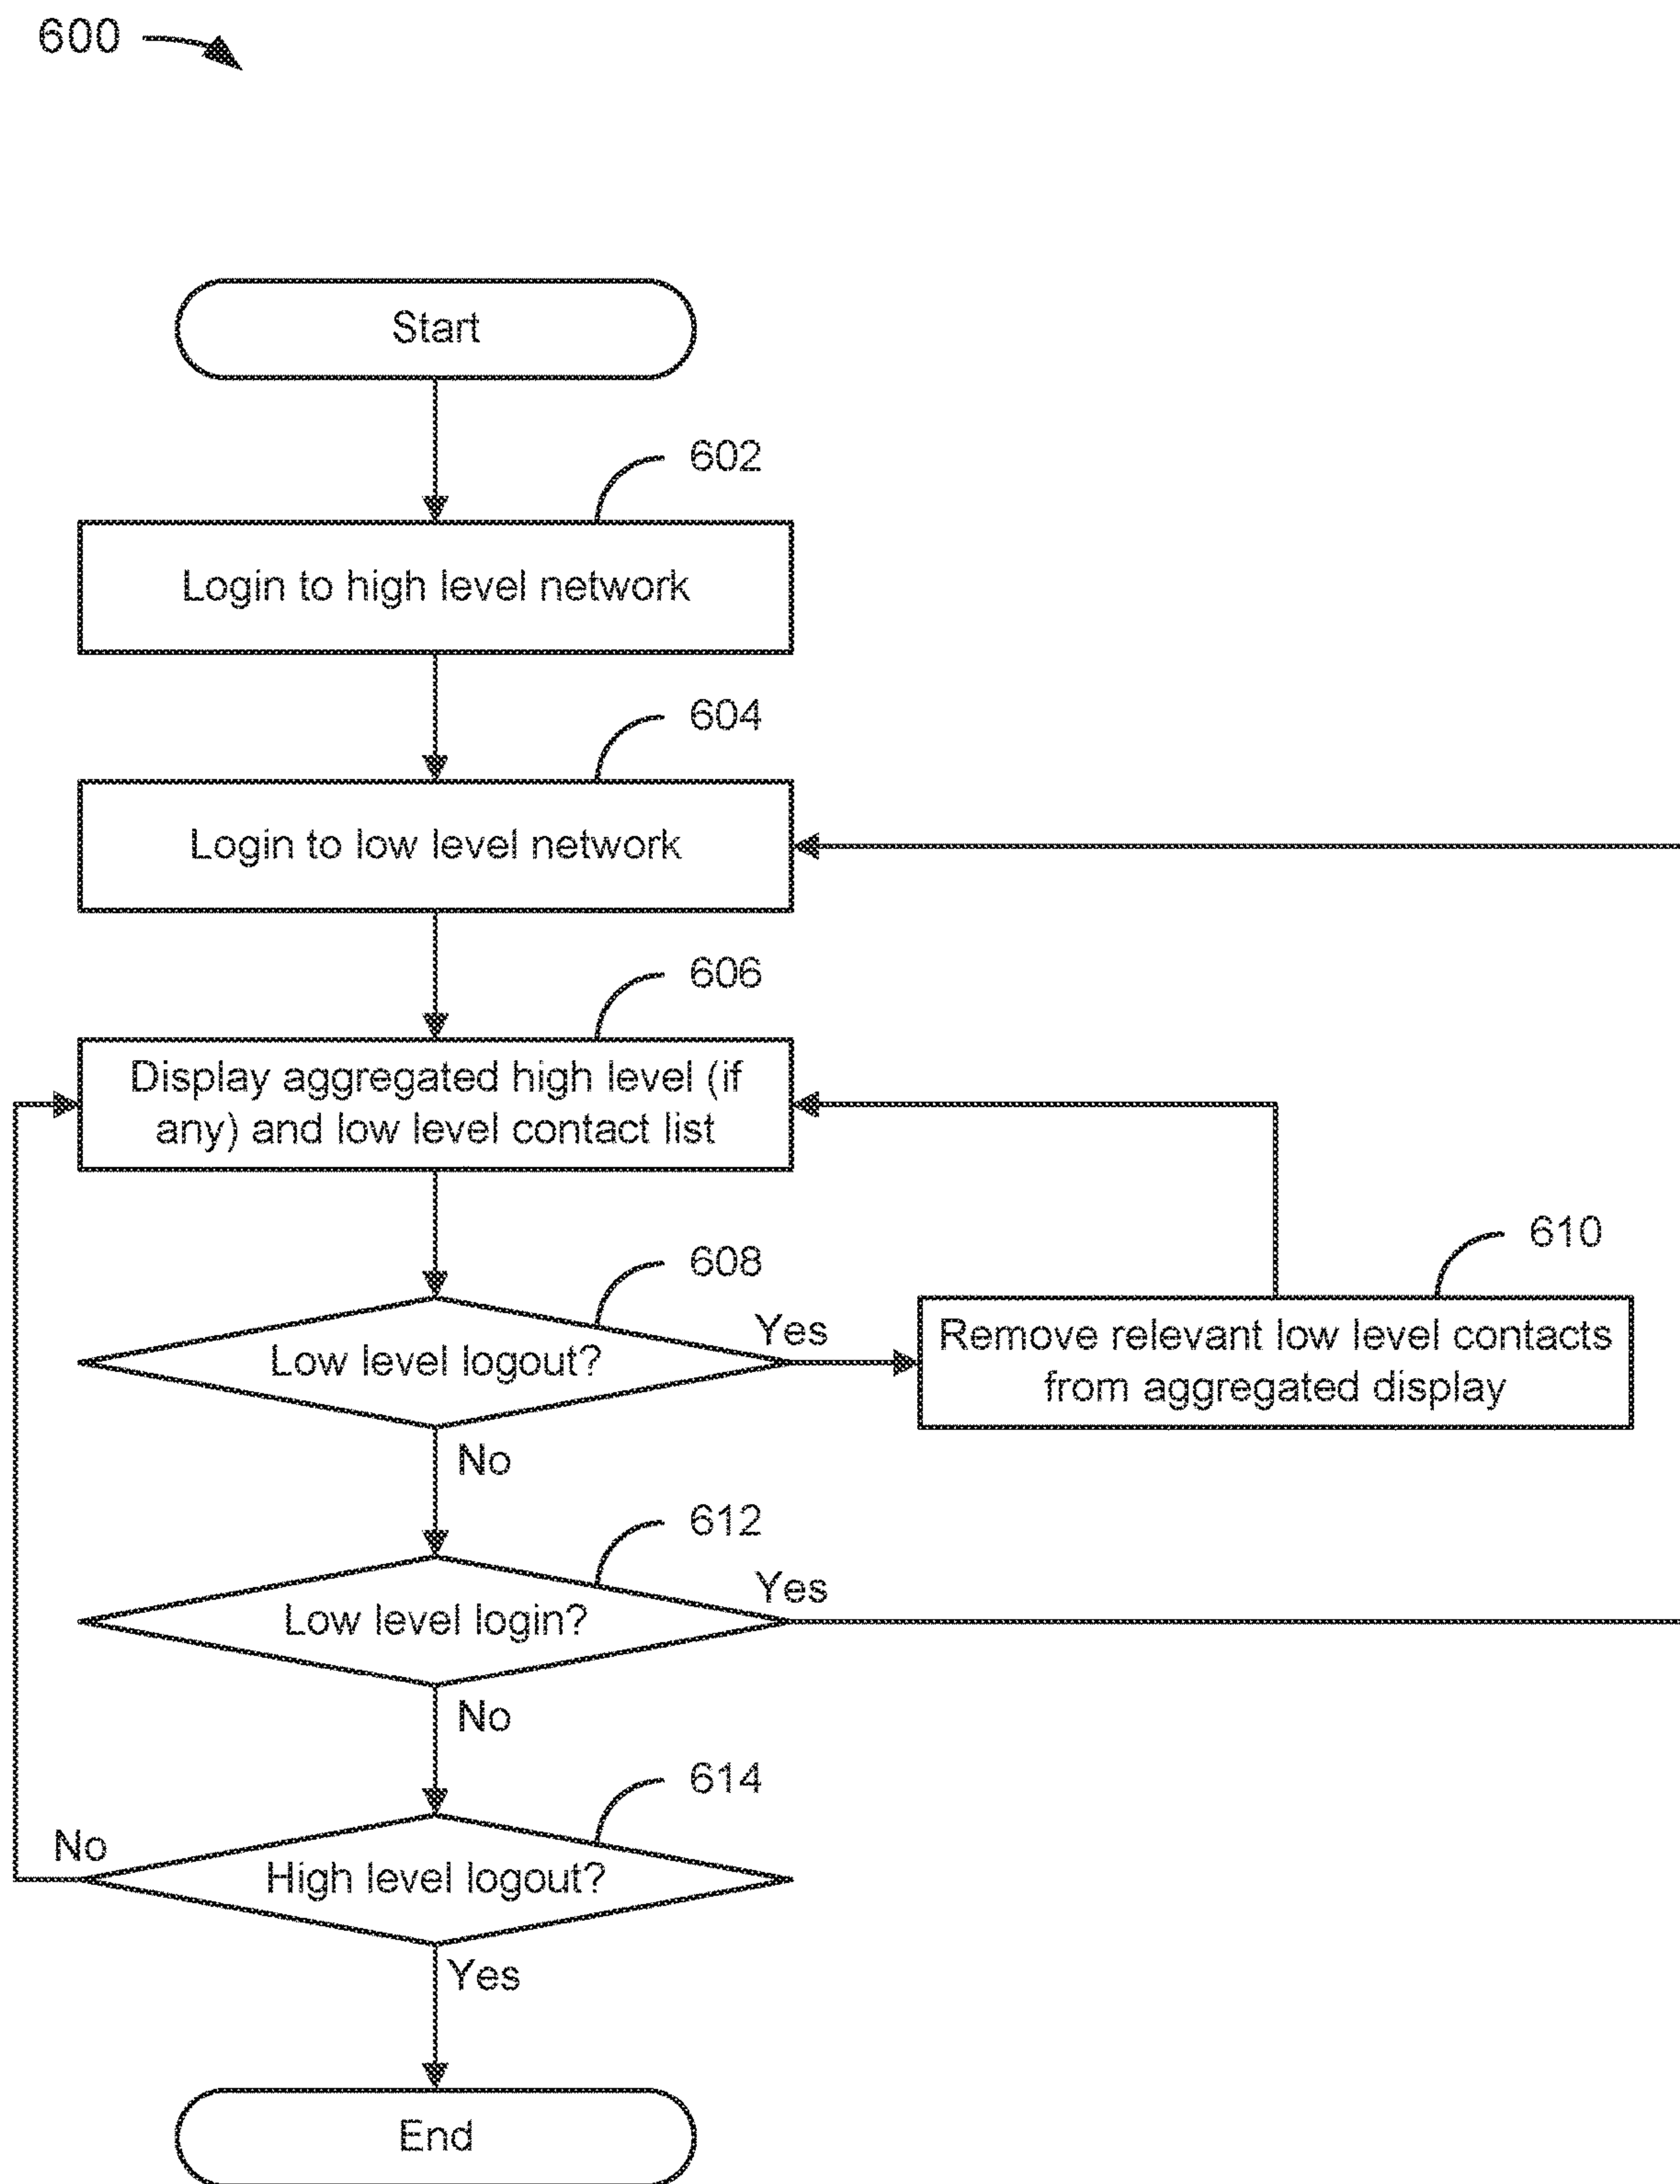 600
Start
602
Login to high level network
604
Login to low level network
606
Display aggregated high level (if
any) and low level contact list
608
Low level logout?
Yes
610
Remove relevant low level contacts
from aggregated display
No
612
Low level login?
Yes
No
614
High level logout?
No
Yes
End